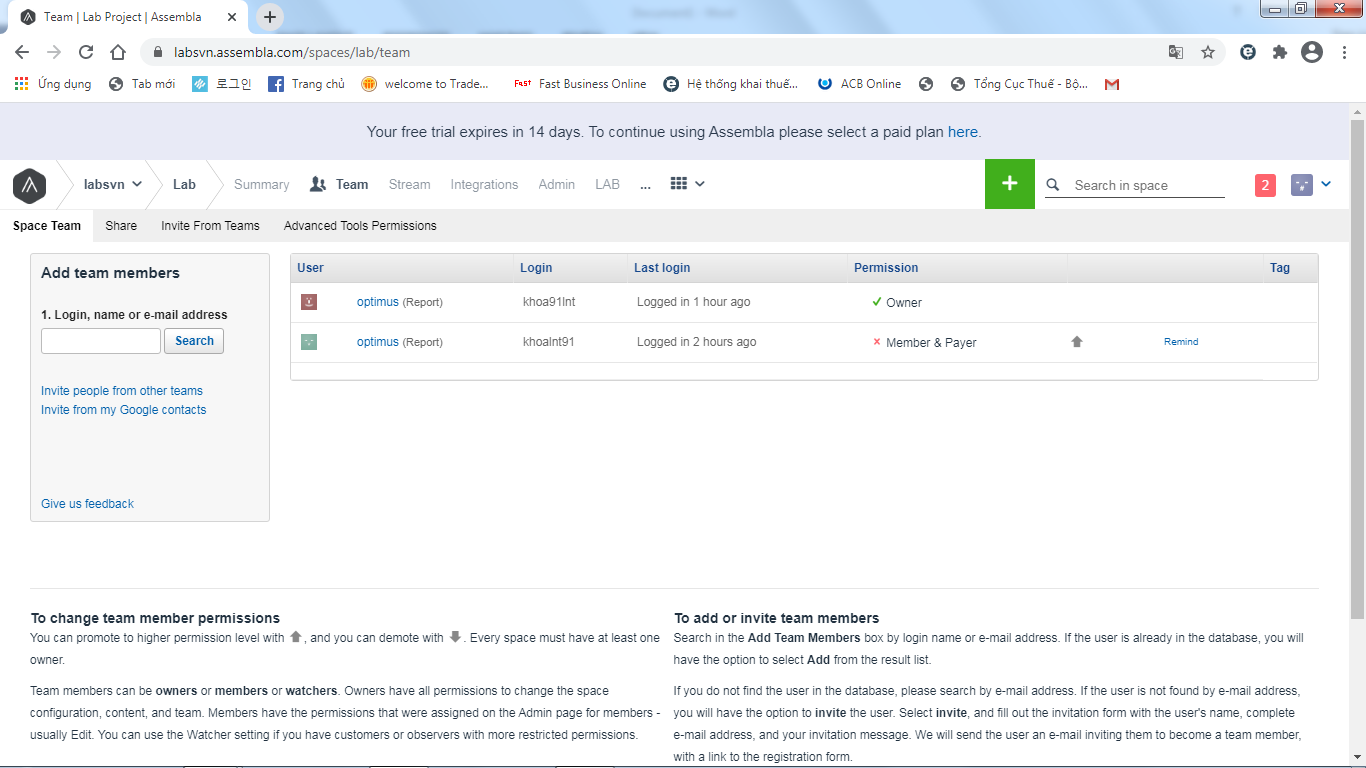 Team | Lab Project | Assembla
labsvn.assembla.com/spaces/lab/team
Ứng dụng Tab mới 로그인 Trang chủ welcome to Trade... Fast Fast Business Online Hệ thống khai thuế... ACB Online Tổng Cục Thuế - Bộ...
Your free trial expires in 14 days. To continue using Assembla please select a paid plan here.
labsvn Lab Summary Team Stream Integrations Admin LAB ... + Search in space 2
Space Team Share Invite From Teams Advanced Tools Permissions
Add team members
1. Login, name or e-mail address
Search
Invite people from other teams
Invite from my Google contacts
Give us feedback
User Login Last login Permission Tag
optimus (Report) khoa91lnt Logged in 1 hour ago Owner
optimus (Report) khoalnt91 Logged in 2 hours ago Member & Payer Remind
To change team member permissions
You can promote to higher permission level with , and you can demote with . Every space must have at least one
owner.
Team members can be owners or members or watchers. Owners have all permissions to change the space
configuration, content, and team. Members have the permissions that were assigned on the Admin page for members -
usually Edit. You can use the Watcher setting if you have customers or observers with more restricted permissions.
To add or invite team members
Search in the Add Team Members box by login name or e-mail address. If the user is already in the database, you will
have the option to select Add from the result list.
If you do not find the user in the database, please search by e-mail address. If the user is not found by e-mail address,
you will have the option to invite the user. Select invite, and fill out the invitation form with the user's name, complete
e-mail address, and your invitation message. We will send the user an e-mail inviting them to become a team member,
with a link to the registration form.